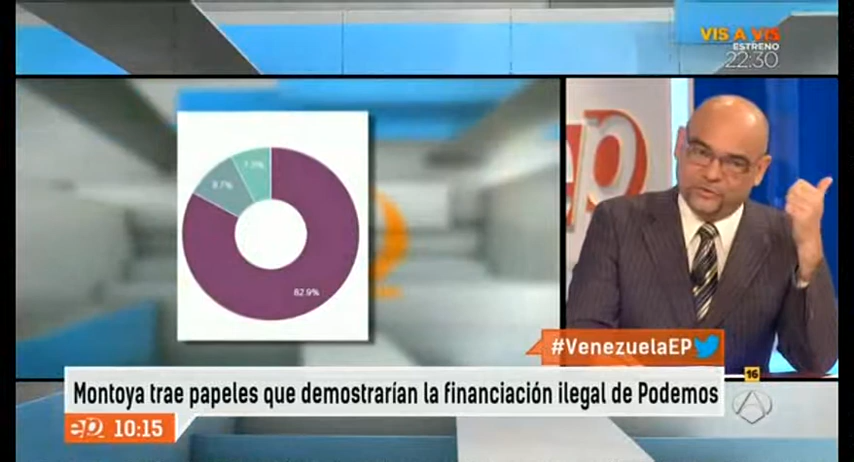 VIS A VIS
ESTRENO
22:30
7.3%
9.7%
82.9%
ep
#VenezuelaEP
16
Montoya trae papeles que demostrarían la financiación ilegal de Podemos
ep 10:15